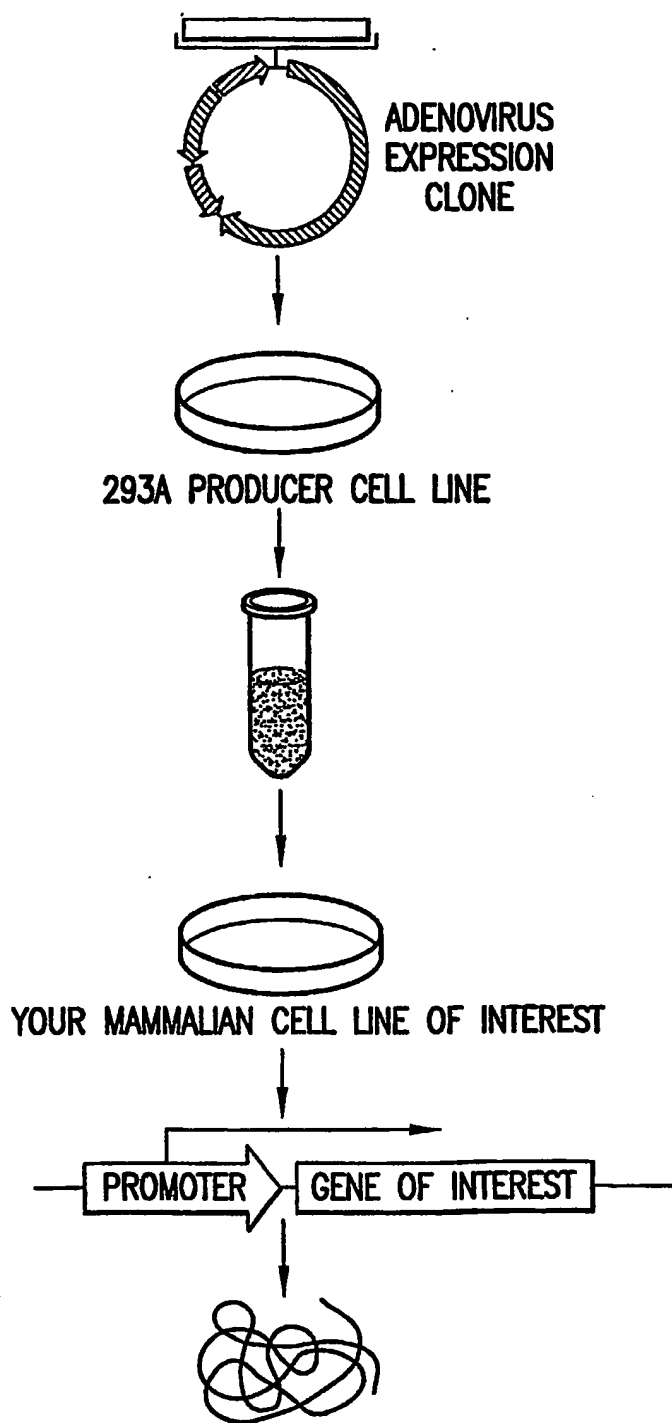 ADENOVIRUS
EXPRESSION
CLONE
293A PRODUCER CELL LINE
YOUR MAMMALIAN CELL LINE OF INTEREST
PROMOTER
GENE OF INTEREST